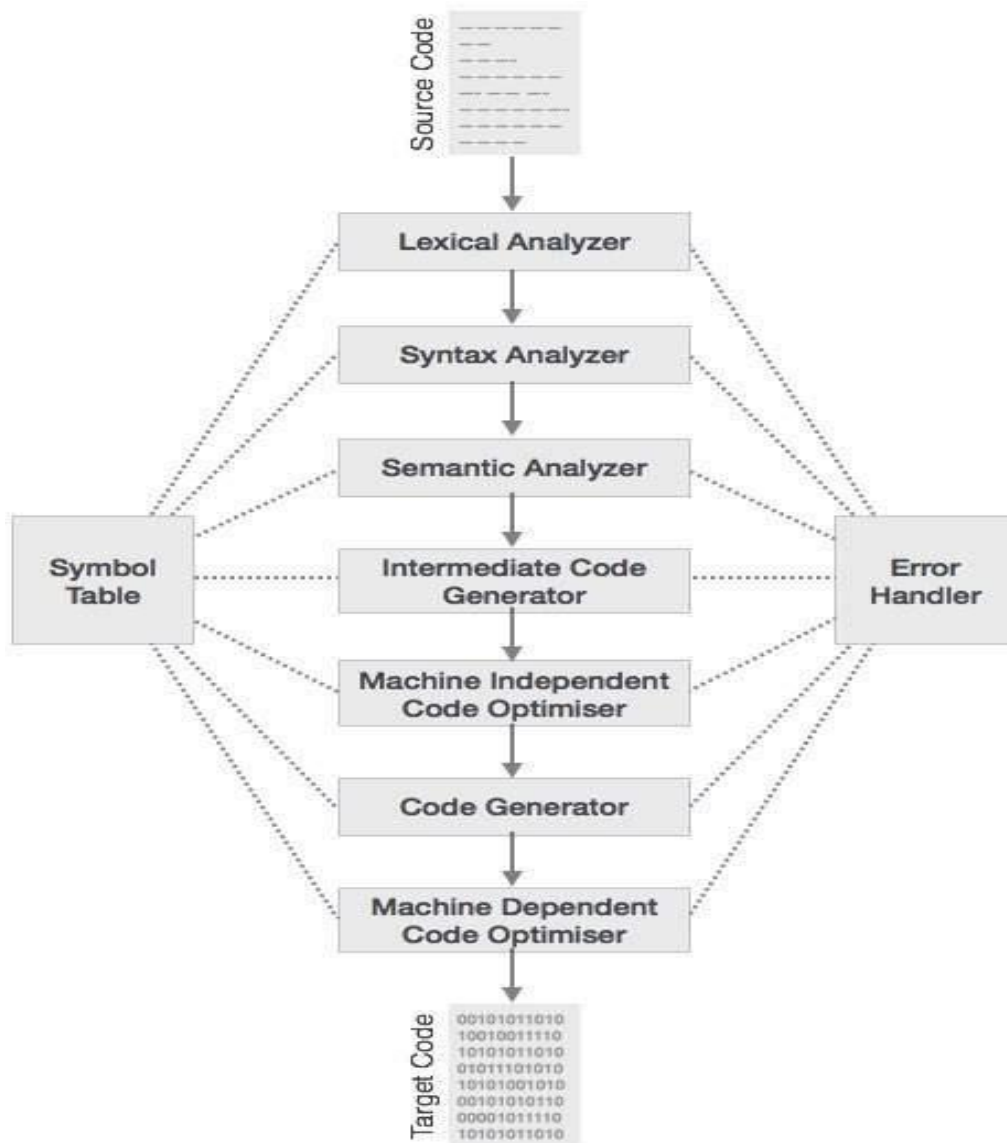 Source Code
Lexical Analyzer
Syntax Analyzer
Semantic Analyzer
Symbol
Table
Intermediate Code
Generator
Error
Handler
Machine Independent
Code Optimiser
Code Generator
Machine Dependent
Code Optimiser
Target Code
00101011010
10010011110
10101011010
01011101010
10101001010
00101010110
00001011110
10101011010